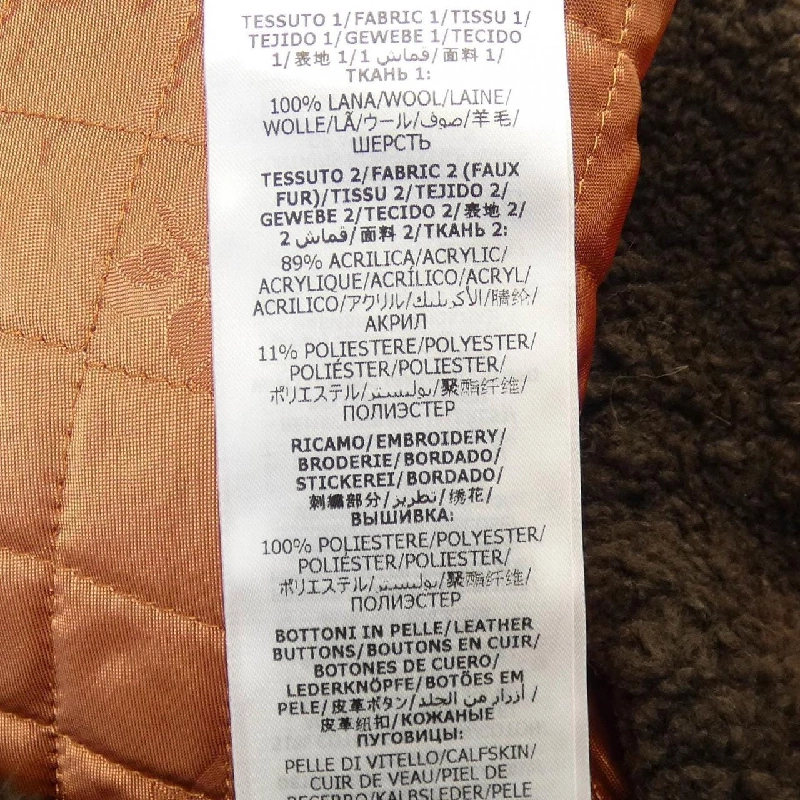 TESSUTO 1/FABRIC 1/TISSU 1/
TEJIDO 1/GEWEBE 1/TECIDO
1/表地 1/قماش 1/面料 1/
ТКАНЬ 1:
100% LANA/WOOL/LAINE/
WOLLE/LÃ/ウール/صوف/羊毛/
ШЕРСТЬ
TESSUTO 2/FABRIC 2 (FAUX
FUR)/TISSU 2/TEJIDO 2/
GEWEBE 2/TECIDO 2/表地 2/
قماش 2/面料 2/ТКАНЬ 2:
89% ACRILICA/ACRYLIC/
ACRYLIQUE/ACRÍLICO/ACRYL/
ACRILICO/アクリル/الأكريليك/腈纶/
АКРИЛ
11% POLIESTERE/POLYESTER/
POLIÉSTER/POLIESTER/
ポリエステル/بوليستر/聚酯纤维/
ПОЛИЭСТЕР
RICAMO/EMBROIDERY/
BRODERIE/BORDADO/
STICKEREI/BORDADO/
刺繍部分/تطريز/绣花/
ВЫШИВКА:
100% POLIESTERE/POLYESTER/
POLIÉSTER/POLIESTER/
ポリエステル/بوليستر/聚酯纤维/
ПОЛИЭСТЕР
BOTTONI IN PELLE/LEATHER
BUTTONS/BOUTONS EN CUIR/
BOTONES DE CUERO/
LEDERKNÖPFE/BOTÕES EM
PELE/皮革ボタン/أزرار من الجلد/
皮革纽扣/КОЖАНЫЕ
ПУГОВИЦЫ:
PELLE DI VITELLO/CALFSKIN/
CUIR DE VEAU/PIEL DE
BECERRO/KALBSLEDER/PELE